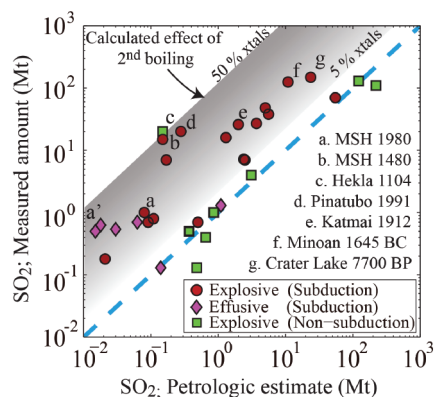 SO2; Measured amount (Mt)
10^3
10^2
10^1
10^0
10^-1
10^-2
Calculated effect of
2nd boiling
50 % xtals
5 % xtals
f
g
c
d
b
e
a
a'
a. MSH 1980
b. MSH 1480
c. Hekla 1104
d. Pinatubo 1991
e. Katmai 1912
f. Minoan 1645 BC
g. Crater Lake 7700 BP
Explosive (Subduction)
Effusive (Subduction)
Explosive (Non-subduction)
10^-2 10^-1 10^0 10^1 10^2 10^3
SO2; Petrologic estimate (Mt)